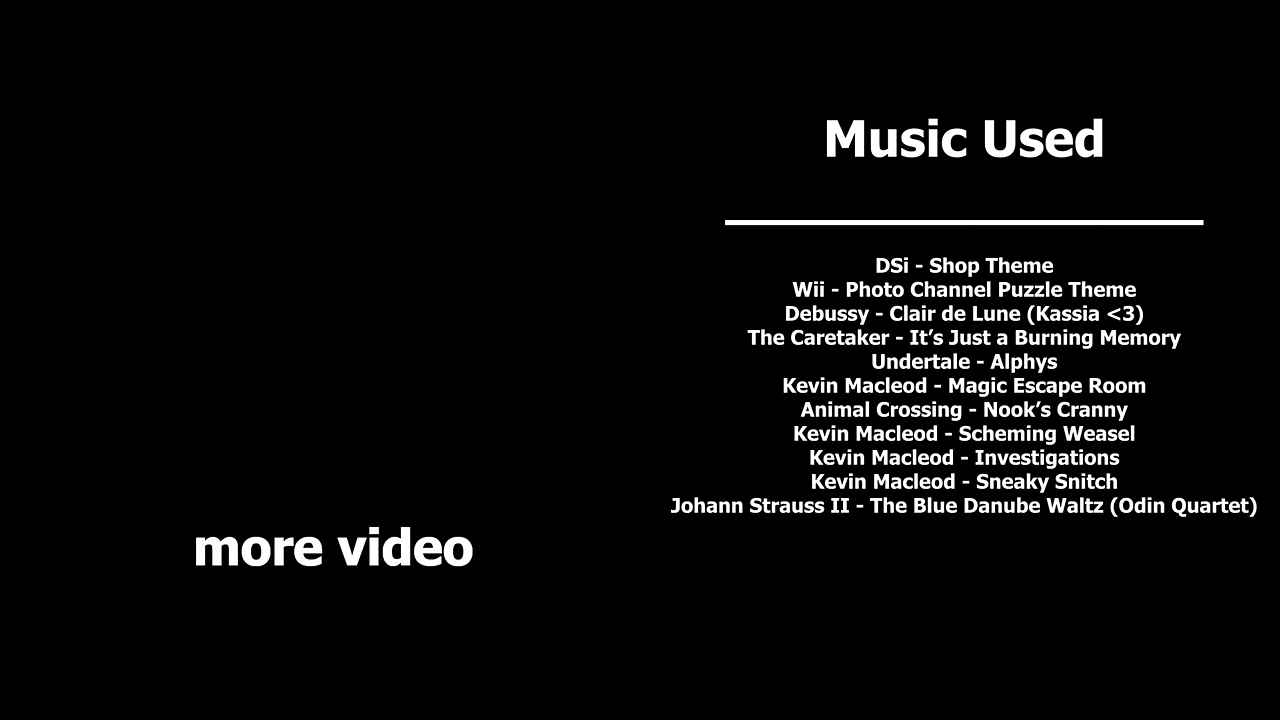 Music Used
DSi - Shop Theme
Wii - Photo Channel Puzzle Theme
Debussy - Clair de Lune (Kassia <3)
The Caretaker - It’s Just a Burning Memory
Undertale - Alphys
Kevin Macleod - Magic Escape Room
Animal Crossing - Nook’s Cranny
Kevin Macleod - Scheming Weasel
Kevin Macleod - Investigations
Kevin Macleod - Sneaky Snitch
Johann Strauss II - The Blue Danube Waltz (Odin Quartet)
more video